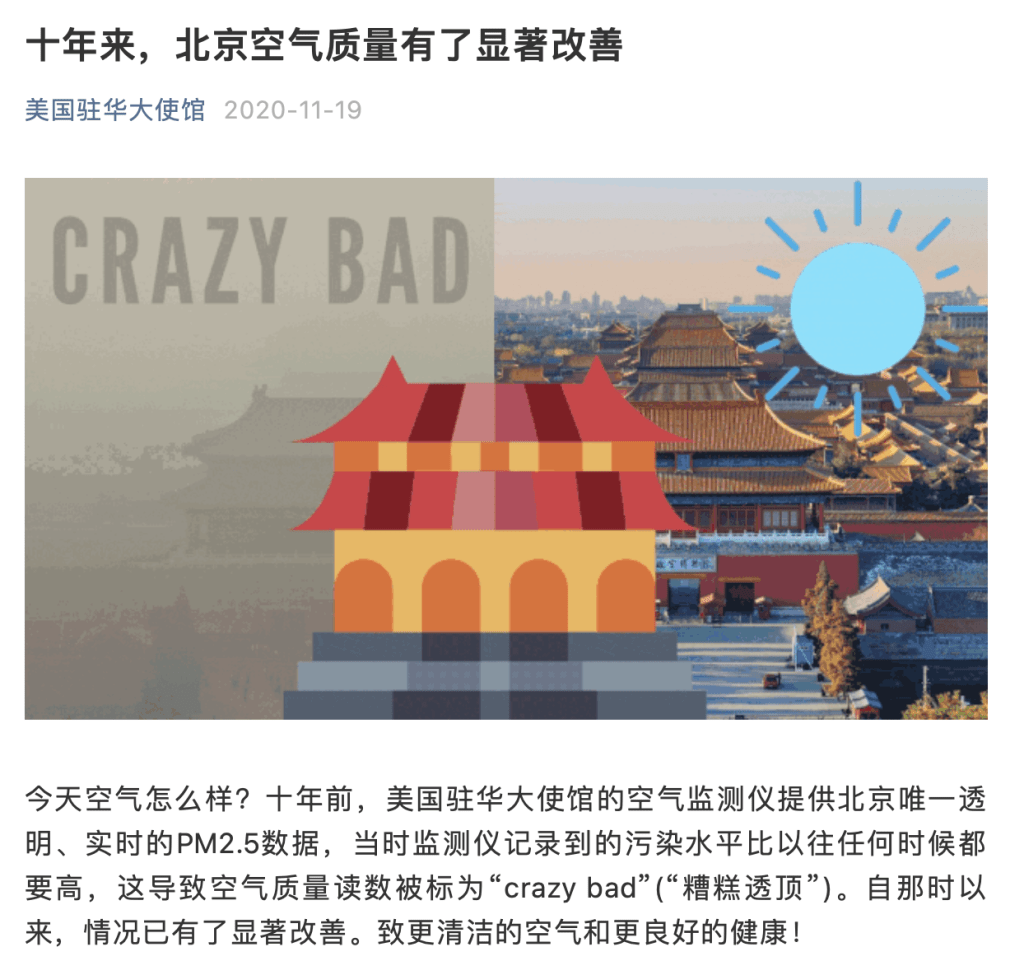 十年来，北京空气质量有了显著改善
美国驻华大使馆 2020-11-19
CRAZY BAD
故宫博物院
今天空气怎么样？十年前，美国驻华大使馆的空气监测仪提供北京唯一透
明、实时的PM2.5数据，当时监测仪记录到的污染水平比以往任何时候都
要高，这导致空气质量读数被标为“crazy bad”(“糟糕透顶”)。自那时以
来，情况已有了显著改善。致更清洁的空气和更良好的健康！